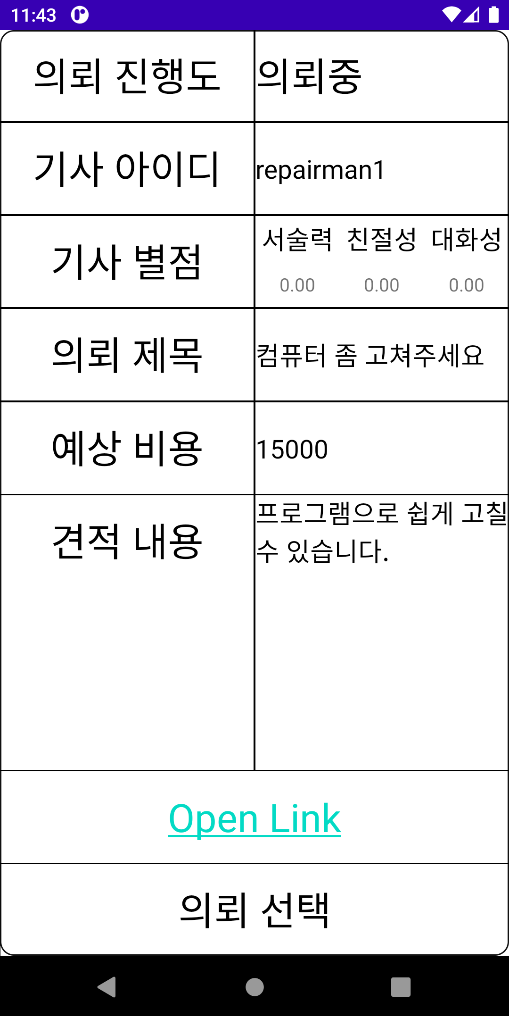 11:43
의뢰 진행도 의뢰중
기사 아이디 repairman1
기사 별점 서술력 친절성 대화성
0.00 0.00 0.00
의뢰 제목 컴퓨터 좀 고쳐주세요
예상 비용 15000
견적 내용 프로그램으로 쉽게 고칠
수 있습니다.
Open Link
의뢰 선택